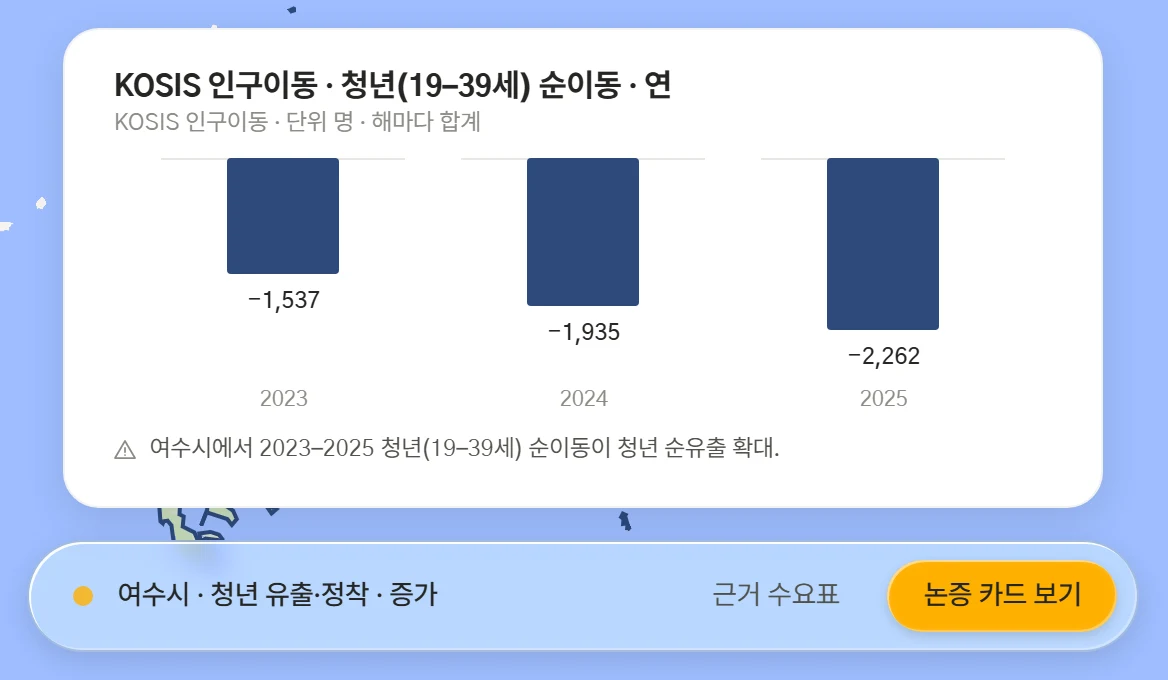 KOSIS 인구이동 · 청년(19–39세) 순이동 · 연
KOSIS 인구이동 · 단위 명 · 해마다 합계
−1,537
−1,935
−2,262
2023
2024
2025
여수시에서 2023–2025 청년(19–39세) 순이동이 청년 순유출 확대.
여수시 · 청년 유출·정착 · 증가
근거 수요표
논증 카드 보기